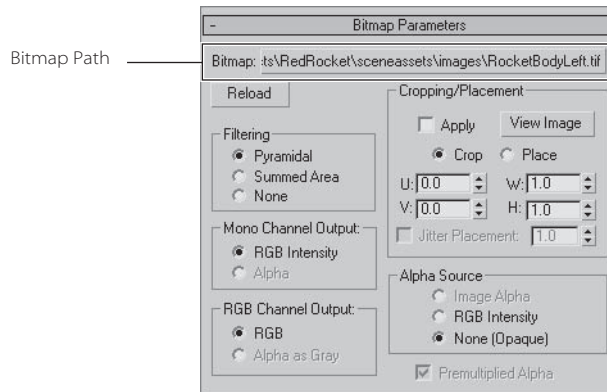 - Bitmap Parameters
Bitmap Path
Bitmap: :ts\RedRocket\sceneassets\images\RocketBodyLeft.tif
Reload
Cropping/Placement
Apply View Image
Crop Place
U: 0.0 W: 1.0
V: 0.0 H: 1.0
Jitter Placement: 1.0
Filtering
Pyramidal
Summed Area
None
Mono Channel Output:
RGB Intensity
Alpha
RGB Channel Output:
RGB
Alpha as Gray
Alpha Source
Image Alpha
RGB Intensity
None (Opaque)
Premultiplied Alpha